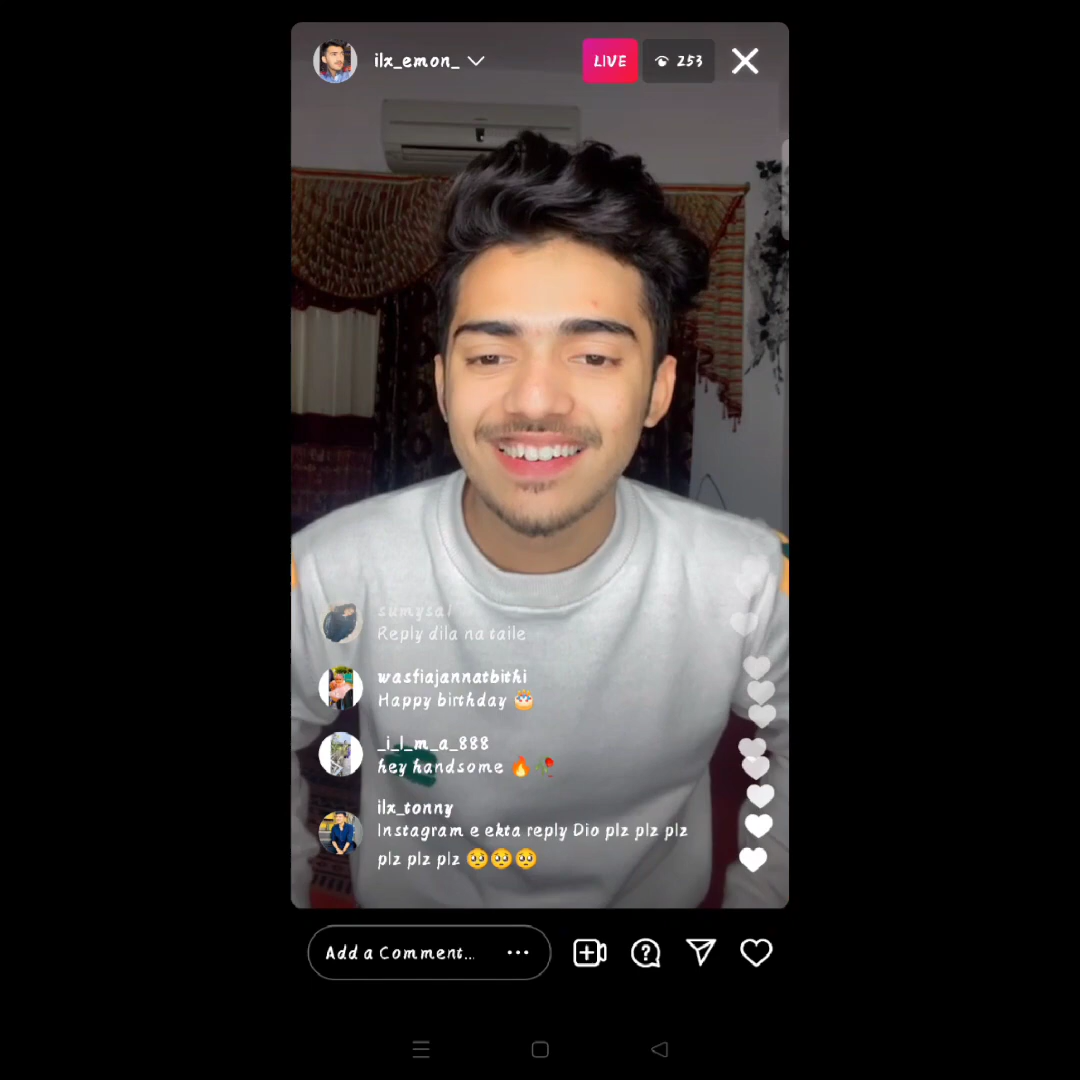 ilx_emon_
LIVE
253
sumysal
Reply dila na taile
wasfiajannatbithi
Happy birthday 🎂
_i_l_m_a_888
hey handsome 🔥🥀
ilx_tonny
Instagram e ekta reply Dio plz plz plz
plz plz plz 🥺🥺🥺
Add a Comment...